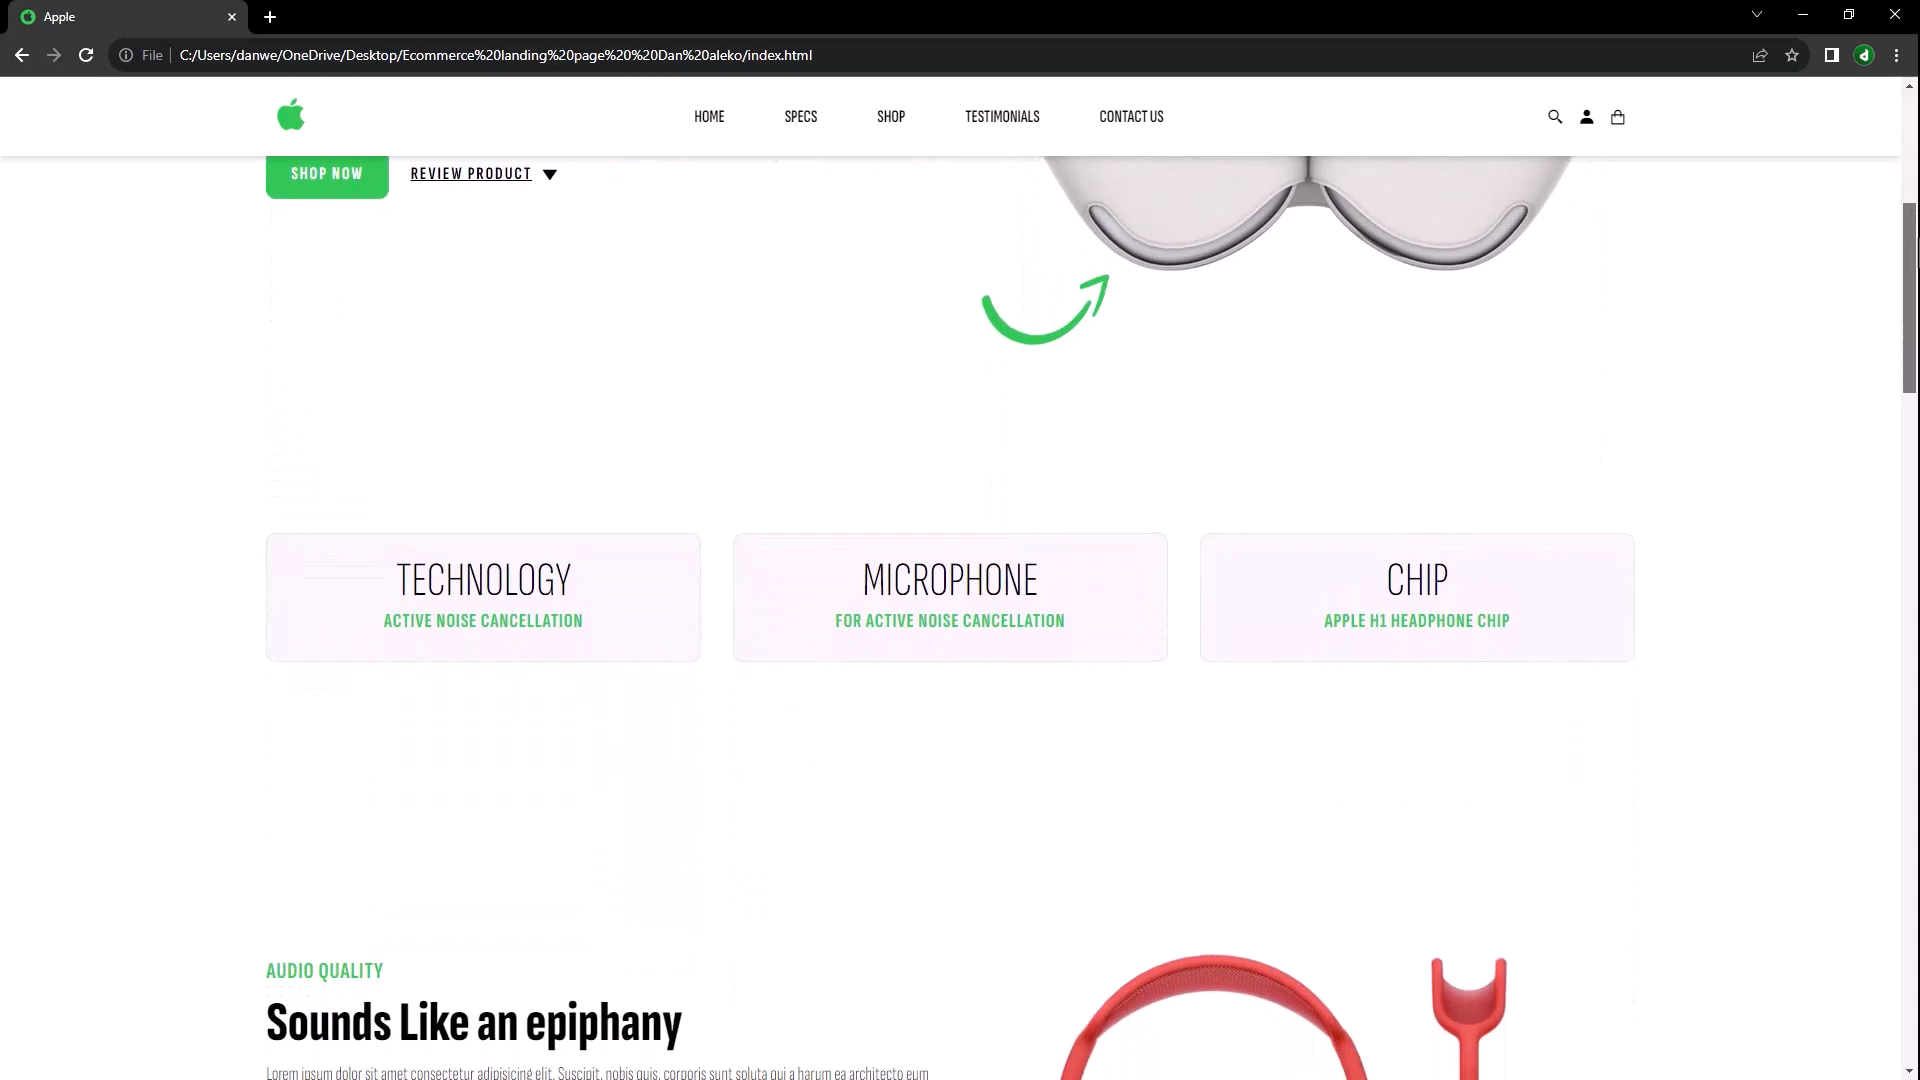 Apple
File
C:/Users/danwe/OneDrive/Desktop/Ecommerce%20landing%20page%20%20Dan%20aleko/index.html
d
HOME SPECS SHOP TESTIMONIALS CONTACT US
SHOP NOW REVIEW PRODUCT
TECHNOLOGY
ACTIVE NOISE CANCELLATION
MICROPHONE
FOR ACTIVE NOISE CANCELLATION
CHIP
APPLE H1 HEADPHONE CHIP
AUDIO QUALITY
Sounds Like an epiphany
Lorem ipsum dolor sit amet consectetur adipisicing elit. Suscipit, nobis quis, corporis sunt soluta qui a harum ea architecto eum